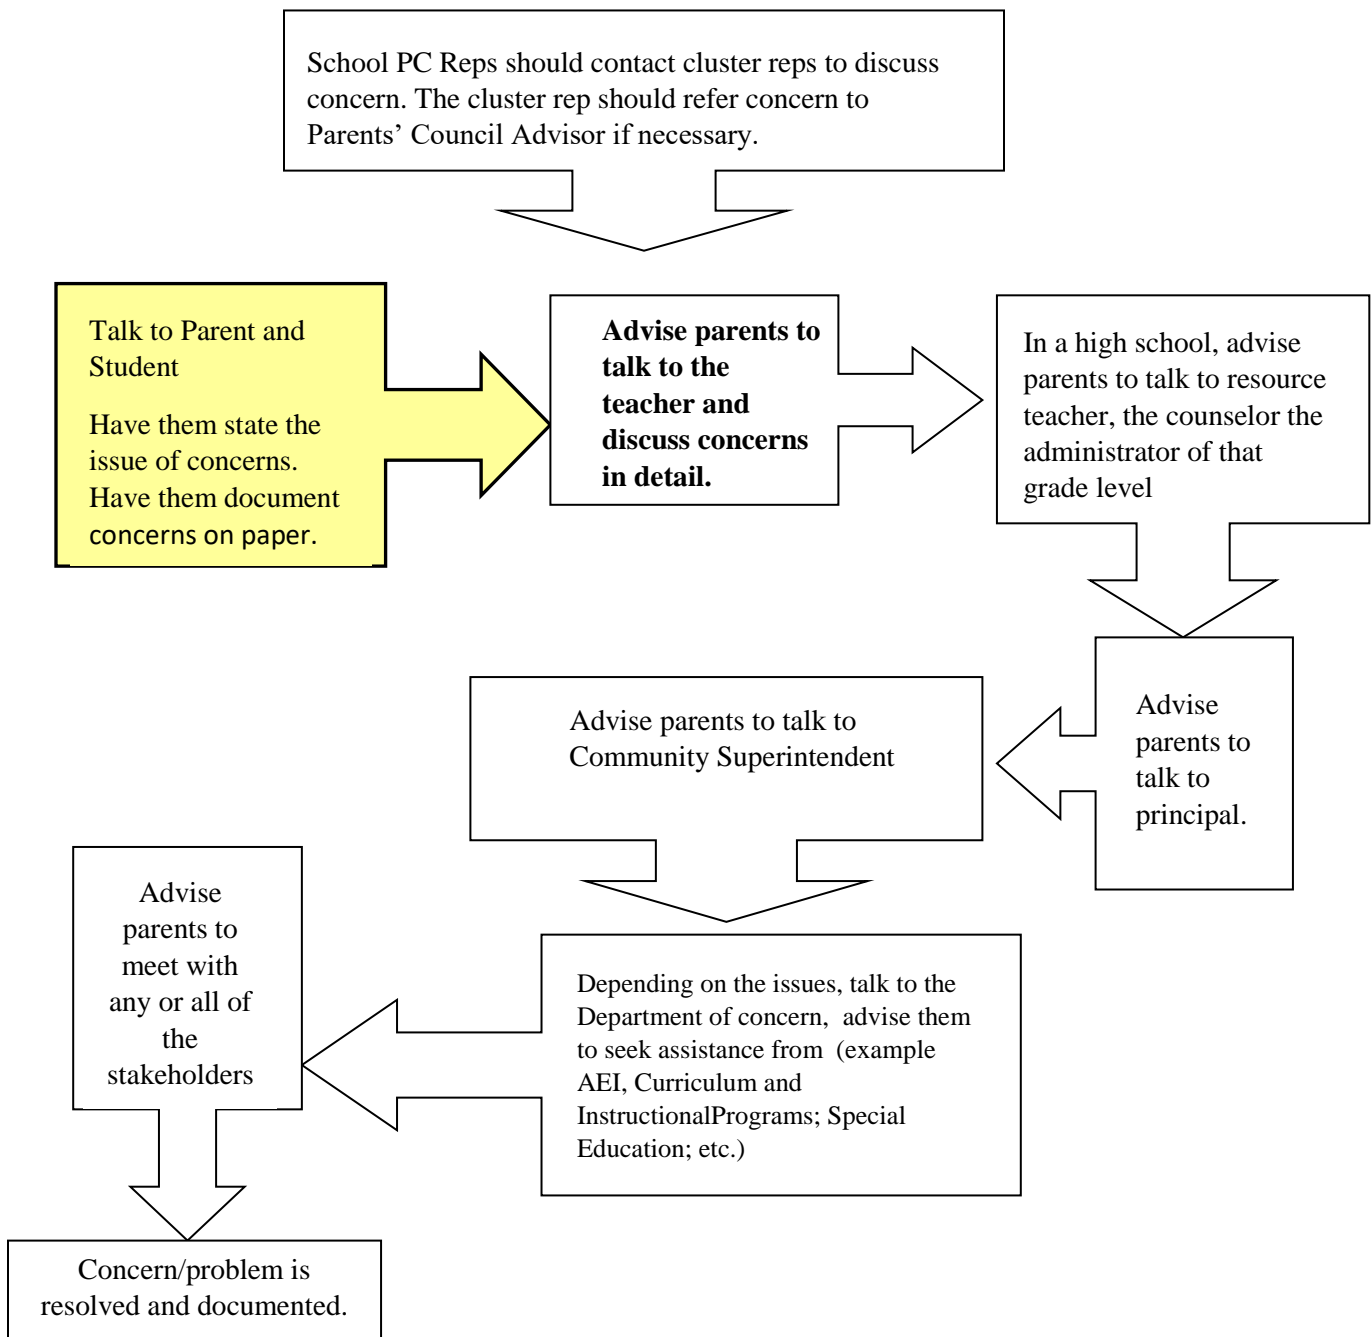 School PC Reps should contact cluster reps to discuss
concern. The cluster rep should refer concern to
Parents’ Council Advisor if necessary.
Talk to Parent and
Student
Have them state the
issue of concerns.
Have them document
concerns on paper.
Advise parents to
talk to the
teacher and
discuss concerns
in detail.
In a high school, advise
parents to talk to resource
teacher, the counselor the
administrator of that
grade level
Advise
parents to
talk to
principal.
Advise parents to talk to
Community Superintendent
Depending on the issues, talk to the
Department of concern,  advise them
to seek assistance from  (example
AEI, Curriculum and
InstructionalPrograms; Special
Education; etc.)
Advise
parents to
meet with
any or all of
the
stakeholders
Concern/problem is
resolved and documented.